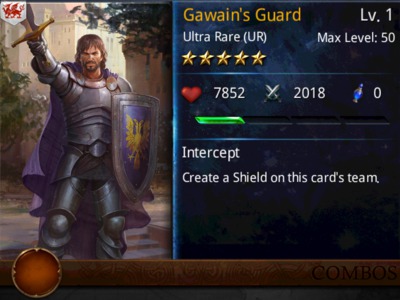 Gawain's Guard Lv. 1
Ultra Rare (UR) Max Level: 50
7852 2018 0
Intercept
Create a Shield on this card's team.
COMBOS